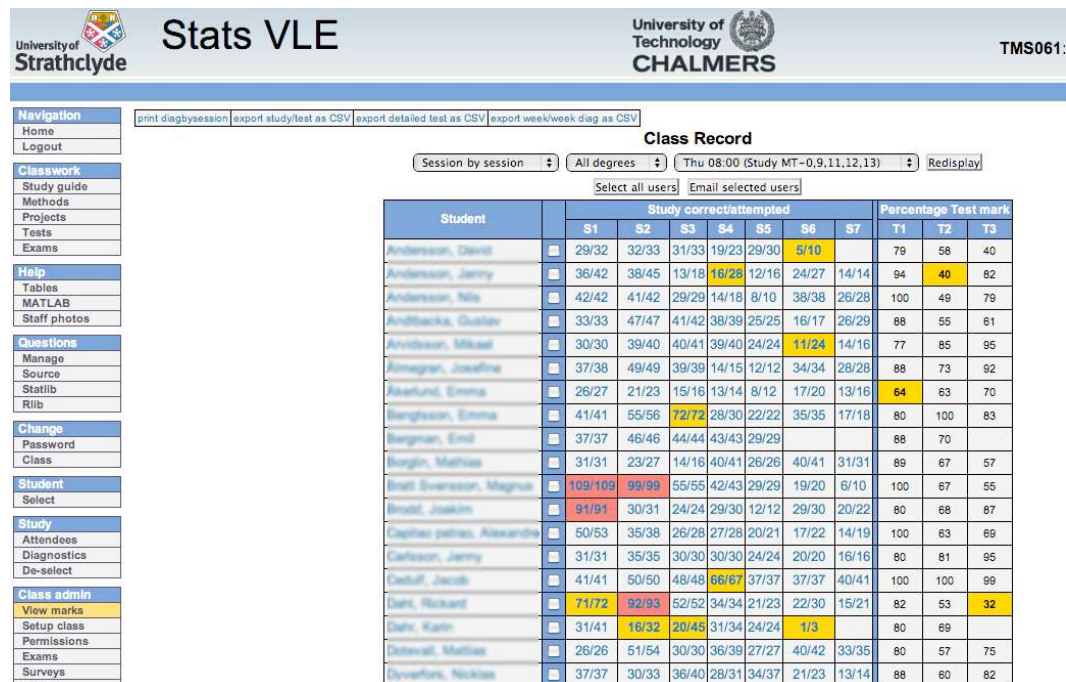 University of
Strathclyde
Stats VLE
University of
Technology
CHALMERS
TMS061:
Navigation
Home
Logout
Classwork
Study guide
Methods
Projects
Tests
Exams
Help
Tables
MATLAB
Staff photos
Questions
Manage
Source
Statlib
Rlib
Change
Password
Class
Student
Select
Study
Attendees
Diagnostics
De-select
Class admin
View marks
Setup class
Permissions
Exams
Surveys
print diagbysession export study/test as CSV export detailed test as CSV export week/week diag as CSV
Class Record
Session by session All degrees Thu 08:00 (Study MT-0,9,11,12,13) Redisplay
Select all users Email selected users
Student Study correct/attempted Percentage Test mark
S1 S2 S3 S4 S5 S6 S7 T1 T2 T3
Andersson, David 29/32 32/33 31/33 19/23 29/30 5/10 79 58 40
Andersson, Jenny 36/42 38/45 13/18 16/28 12/16 24/27 14/14 94 40 82
Andersson, Nils 42/42 41/42 29/29 14/18 8/10 38/38 26/28 100 49 79
33/33 47/47 41/42 38/39 25/25 16/17 26/29 88 55 61
Arvidsson, Mikael 30/30 39/40 40/41 39/40 24/24 11/24 14/16 77 85 95
37/38 49/49 39/39 14/15 12/12 34/34 28/28 88 73 92
Åkerlund, Emma 26/27 21/23 15/16 13/14 8/12 17/20 13/16 64 63 70
Bengtsson, Emma 41/41 55/56 72/72 28/30 22/22 35/35 17/18 80 100 83
Bergman, Emil 37/37 46/46 44/44 43/43 29/29 88 70
31/31 23/27 14/16 40/41 26/26 40/41 31/31 89 67 57
109/109 99/99 55/55 42/43 29/29 19/20 6/10 100 67 55
91/91 30/31 24/24 29/30 12/12 29/30 20/22 80 68 87
50/53 35/38 26/28 27/28 20/21 17/22 14/19 100 63 69
Carlsson, Jenny 31/31 35/35 30/30 30/30 24/24 20/20 16/16 80 81 95
41/41 50/50 48/48 66/67 37/37 37/37 40/41 100 100 99
Dahl, Rickard 71/72 92/93 52/52 34/34 21/23 22/30 15/21 82 53 32
31/41 16/32 20/45 31/34 24/24 1/3 80 69
26/26 51/54 30/30 36/39 27/27 40/42 33/35 80 57 75
37/37 30/33 36/40 28/31 34/37 21/23 13/14 88 60 82